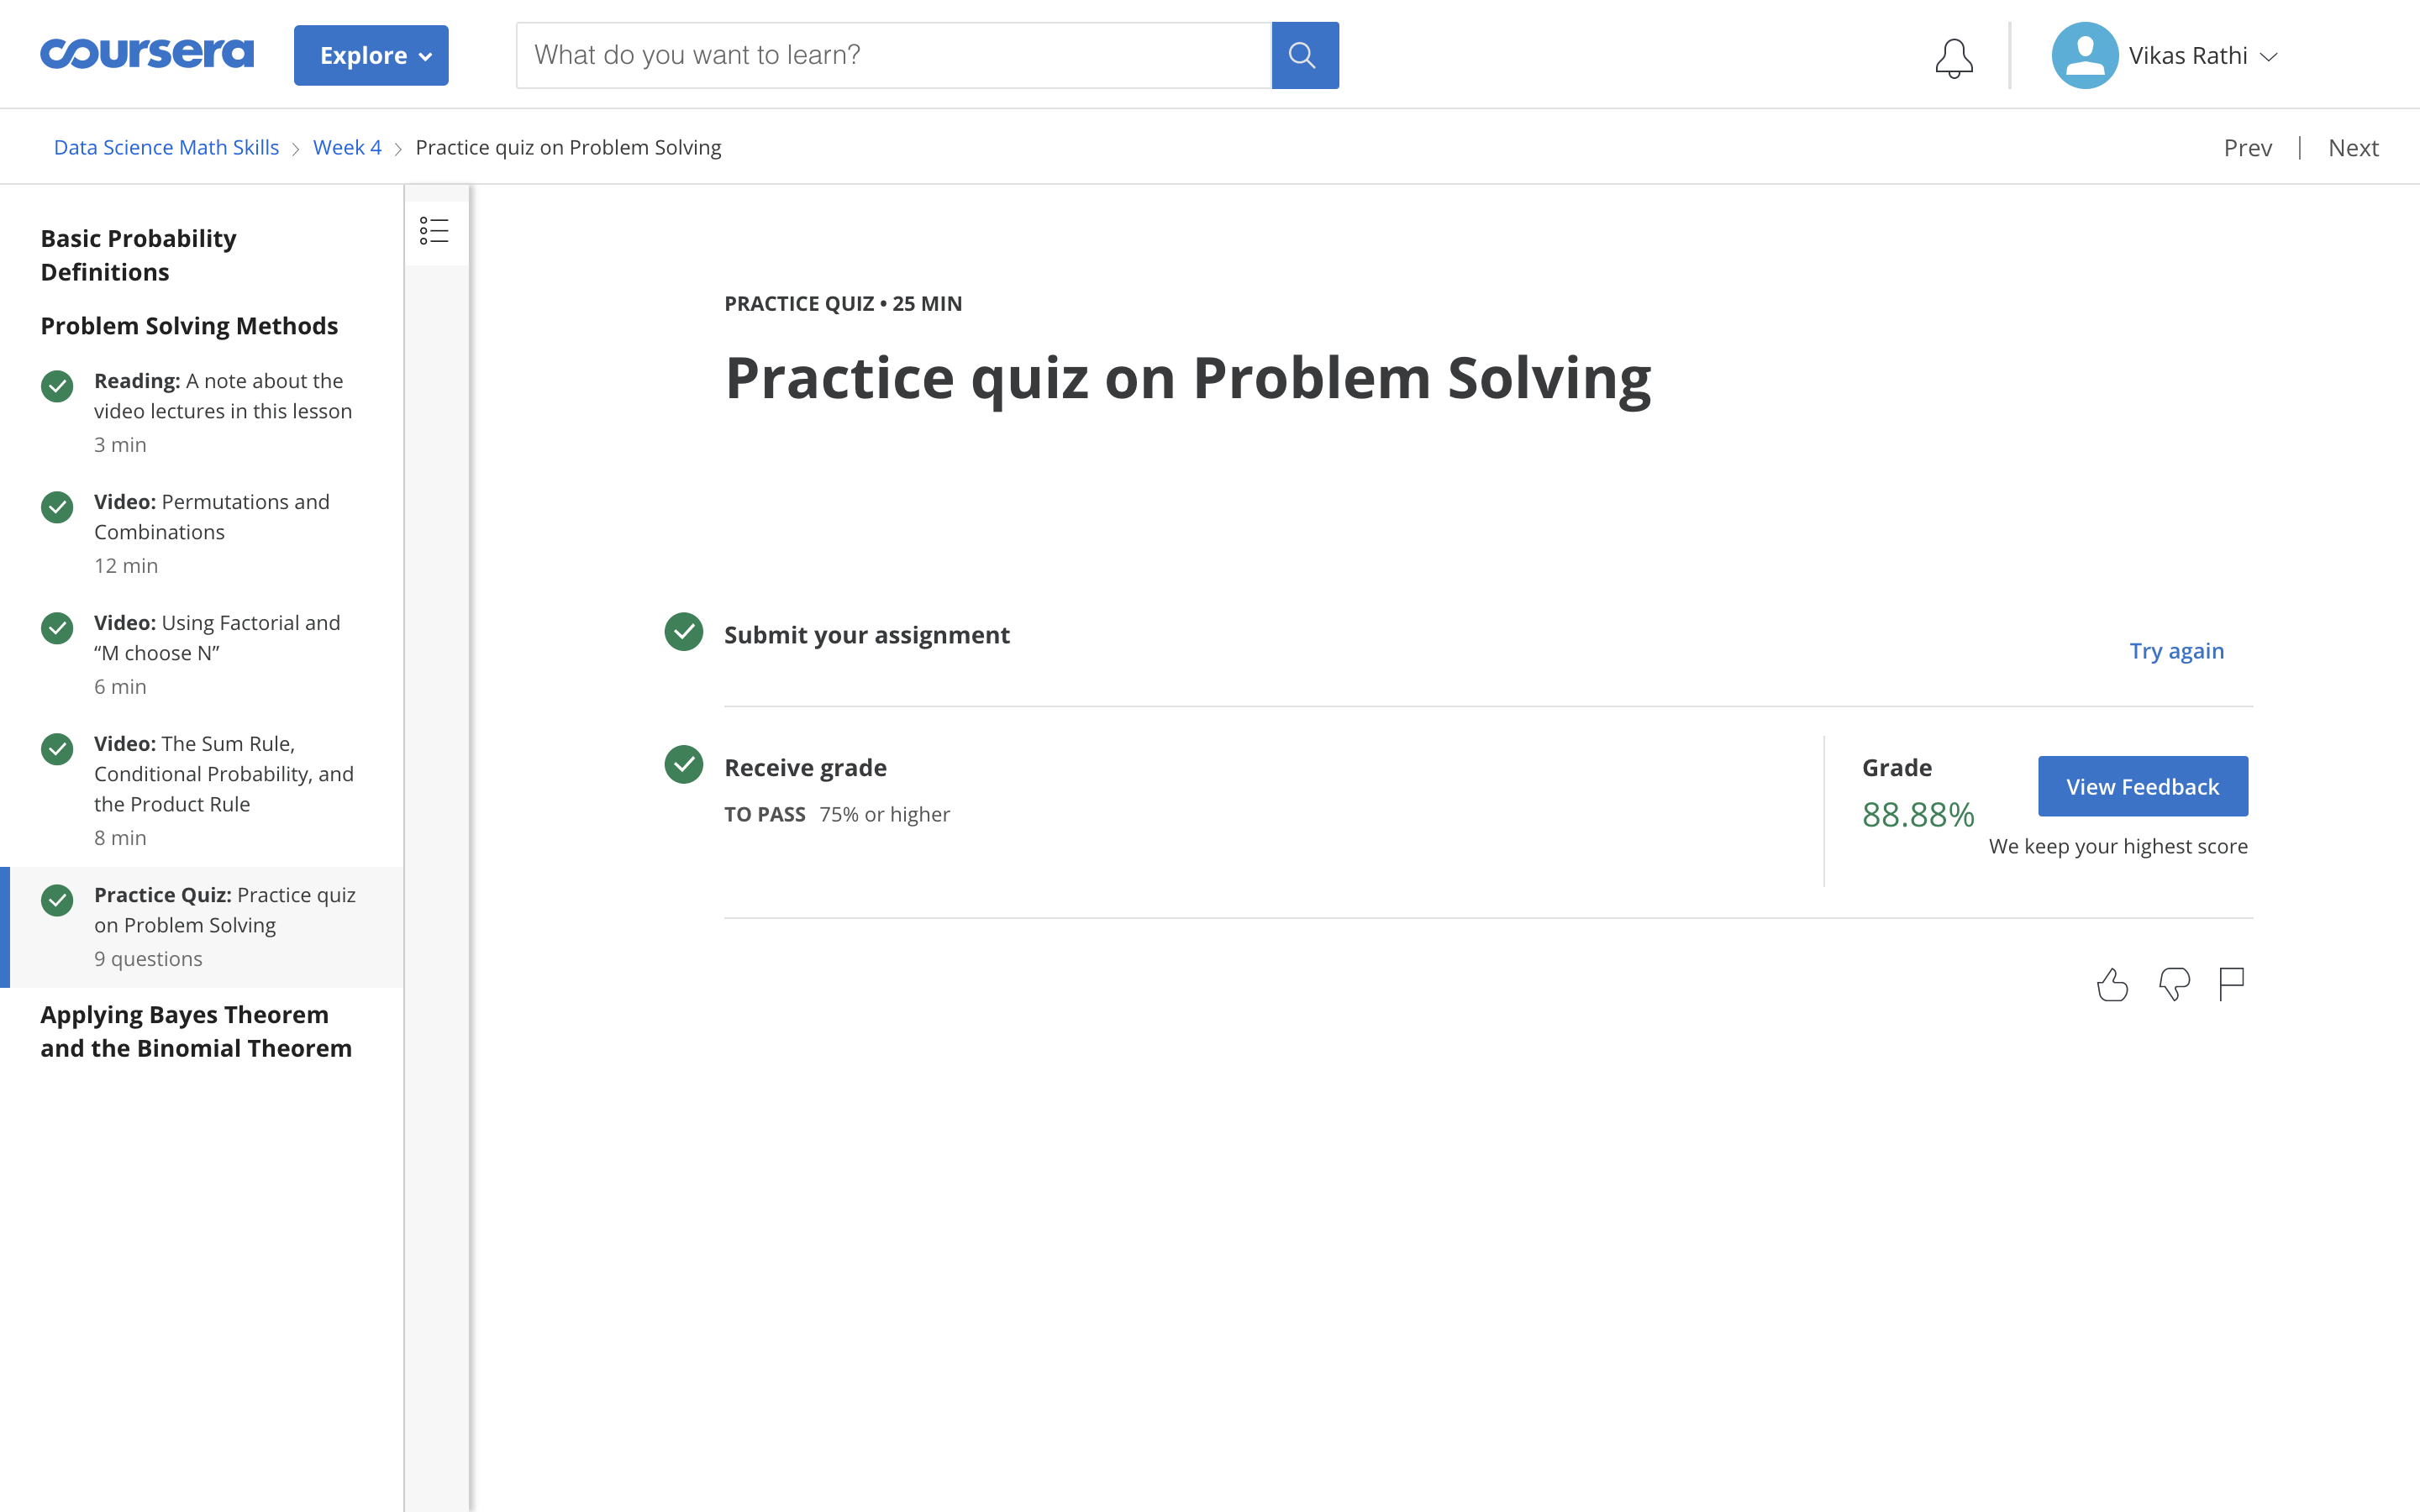 coursera
Explore
What do you want to learn?
Vikas Rathi
Data Science Math Skills > Week 4 > Practice quiz on Problem Solving
Prev | Next
Basic Probability
Definitions
Problem Solving Methods
Reading: A note about the
video lectures in this lesson
3 min
Video: Permutations and
Combinations
12 min
Video: Using Factorial and
“M choose N”
6 min
Video: The Sum Rule,
Conditional Probability, and
the Product Rule
8 min
Practice Quiz: Practice quiz
on Problem Solving
9 questions
Applying Bayes Theorem
and the Binomial Theorem
PRACTICE QUIZ • 25 MIN
Practice quiz on Problem Solving
Submit your assignment
Try again
Receive grade
TO PASS 75% or higher
Grade
88.88%
View Feedback
We keep your highest score